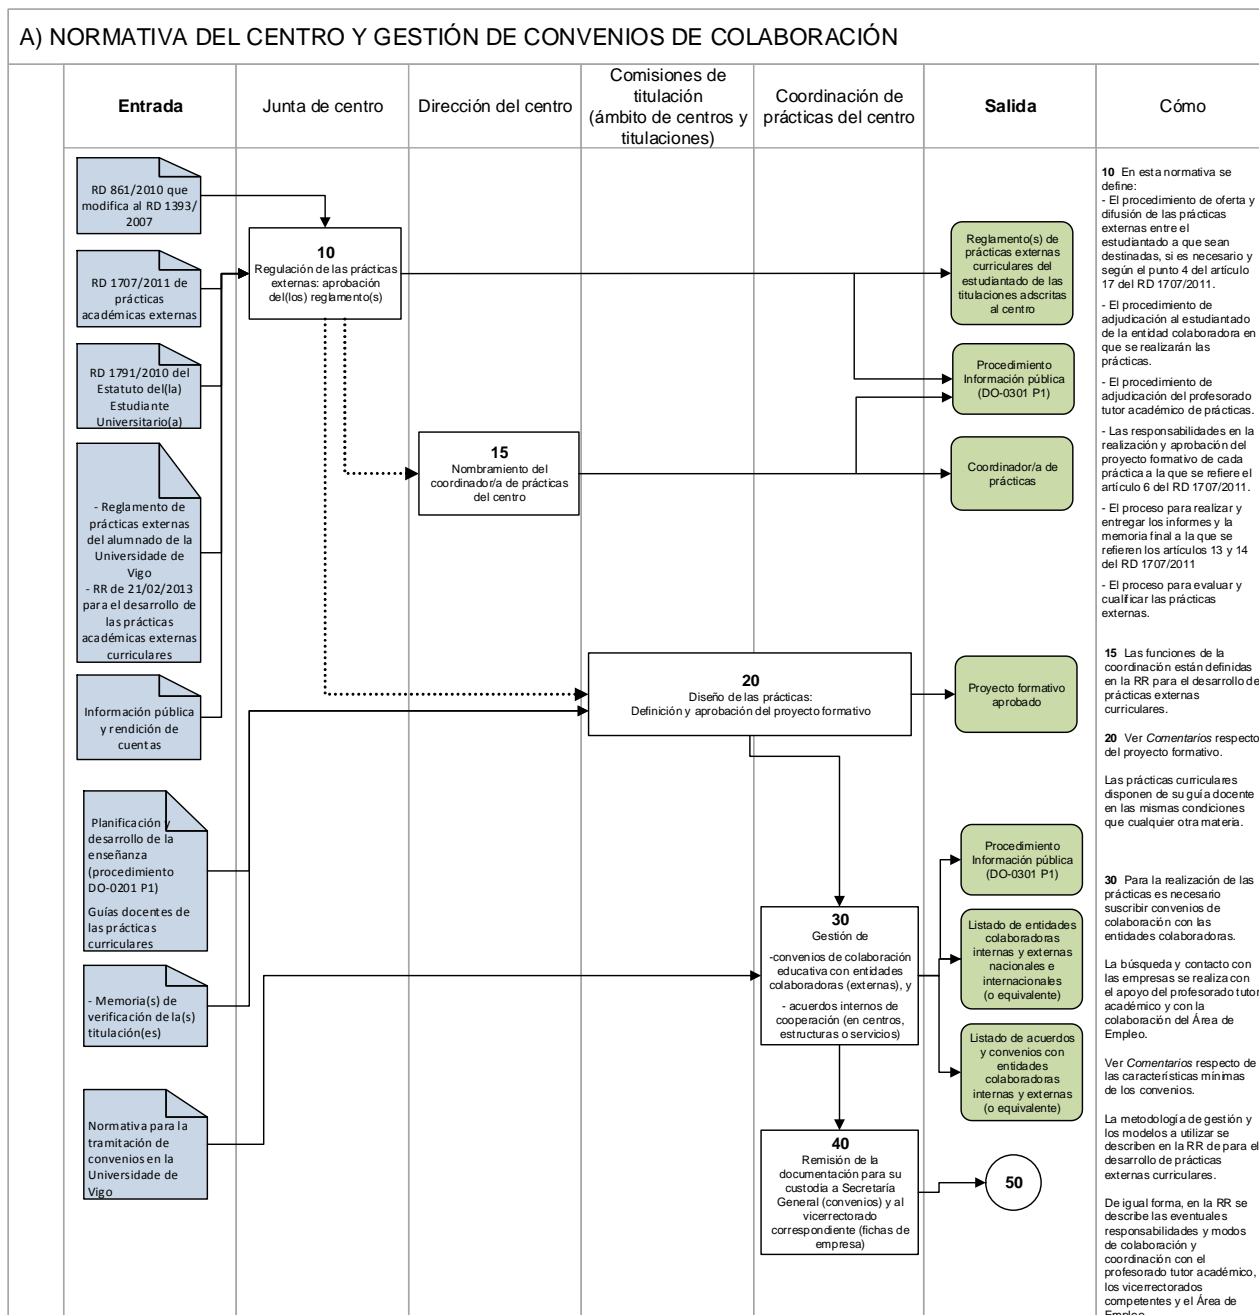 A) NORMATIVA DEL CENTRO Y GESTIÓN DE CONVENIOS DE COLABORACIÓN
Entrada
Junta de centro
Dirección del centro
Comisiones de
titulación
(ámbito de centros y
titulaciones)
Coordinación de
prácticas del centro
Salida
Cómo
RD 861/2010 que
modifica al RD 1393/
2007
RD 1707/2011 de
prácticas
académicas externas
RD 1791/2010 del
Estatuto del(la)
Estudiante
Universitario(a)
- Reglamento de
prácticas externas
del alumnado de la
Universidade de
Vigo
- RR de 21/02/2013
para el desarrollo de
las prácticas
académicas externas
curriculares
Información pública
y rendición de
cuentas
Planificación y
desarrollo de la
enseñanza
(procedimiento
DO-0201 P1)
Guías docentes de
las prácticas
curriculares
- Memoria(s) de
verificación de la(s)
titulación(es)
Normativa para la
tramitación de
convenios en la
Universidade de
Vigo
10
Regulación de las prácticas
externas: aprobación
del(los) reglamento(s)
15
Nombramiento del
coordinador/a de prácticas
del centro
20
Diseño de las prácticas:
Definición y aprobación del proyecto formativo
30
Gestión de
-convenios de colaboración
educativa con entidades
colaboradoras (externas), y
- acuerdos internos de
cooperación (en centros,
estructuras o servicios)
40
Remisión de la
documentación para su
custodia a Secretaría
General (convenios) y al
vicerrectorado
correspondiente (fichas de
empresa)
Reglamento(s) de
prácticas externas
curriculares del
estudiantado de las
titulaciones adscritas
al centro
Procedimiento
Información pública
(DO-0301 P1)
Coordinador/a de
prácticas
Proyecto formativo
aprobado
Procedimiento
Información pública
(DO-0301 P1)
Listado de entidades
colaboradoras
internas y externas
nacionales e
internacionales
(o equivalente)
Listado de acuerdos
y convenios con
entidades
colaboradoras
internas y externas
(o equivalente)
50
10 En esta normativa se
define:
- El procedimiento de oferta y
difusión de las prácticas
externas entre el
estudiantado a que sean
destinadas, si es necesario y
según el punto 4 del artículo
17 del RD 1707/2011.
- El procedimiento de
adjudicación al estudiantado
de la entidad colaboradora en
que se realizarán las
prácticas.
- El procedimiento de
adjudicación del profesorado
tutor académico de prácticas.
- Las responsabilidades en la
realización y aprobación del
proyecto formativo de cada
práctica a la que se refiere el
artículo 6 del RD 1707/2011.
- El proceso para realizar y
entregar los informes y la
memoria final a la que se
refieren los artículos 13 y 14
del RD 1707/2011
- El proceso para evaluar y
cualificar las prácticas
externas.
15 Las funciones de la
coordinación están definidas
en la RR para el desarrollo de
prácticas externas
curriculares.
20 Ver Comentarios respecto
del proyecto formativo.
Las prácticas curriculares
disponen de su guía docente
en las mismas condiciones
que cualquier otra materia.
30 Para la realización de las
prácticas es necesario
suscribir convenios de
colaboración con las
entidades colaboradoras.
La búsqueda y contacto con
las empresas se realiza con
el apoyo del profesorado tutor
académico y con la
colaboración del Área de
Empleo.
Ver Comentarios respecto de
las características mínimas
de los convenios.
La metodología de gestión y
los modelos a utilizar se
describen en la RR de para el
desarrollo de prácticas
externas curriculares.
De igual forma, en la RR se
describe las eventuales
responsabilidades y modos
de colaboración y
coordinación con el
profesorado tutor académico,
los vicerrectorados
competentes y el Área de
Empleo